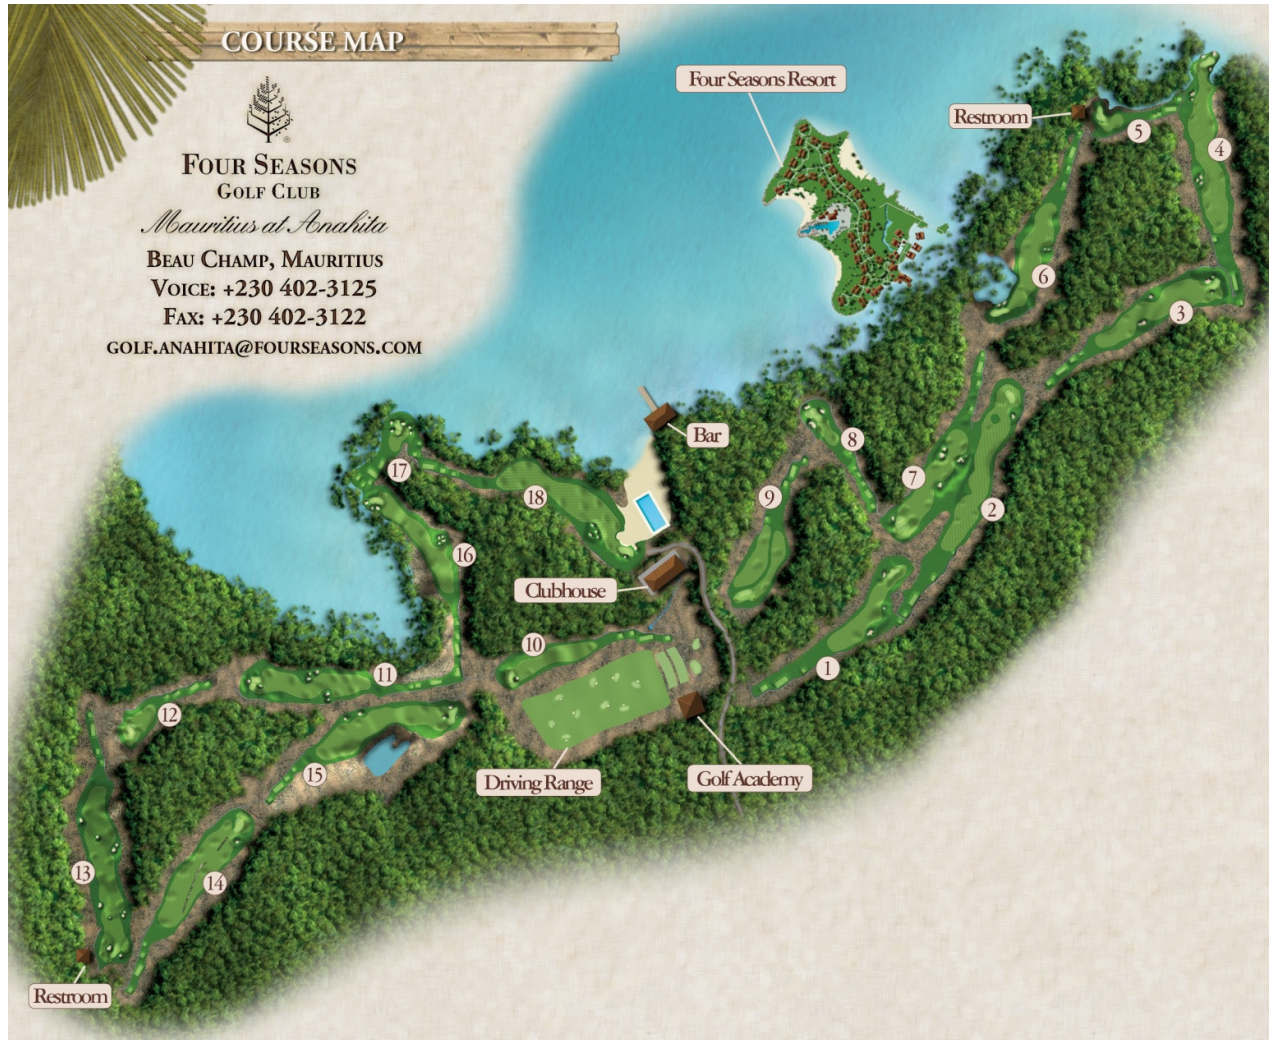 COURSE MAP
FOUR SEASONS
GOLF CLUB
Mauritius at Anahita
BEAU CHAMP, MAURITIUS
VOICE: +230 402-3125
FAX: +230 402-3122
GOLF.ANAHITA@FOURSEASONS.COM
Four Seasons Resort
Restroom
5
4
6
3
Bar
8
7
2
9
17
18
16
Clubhouse
10
1
11
12
15
Driving Range
Golf Academy
13
14
Restroom